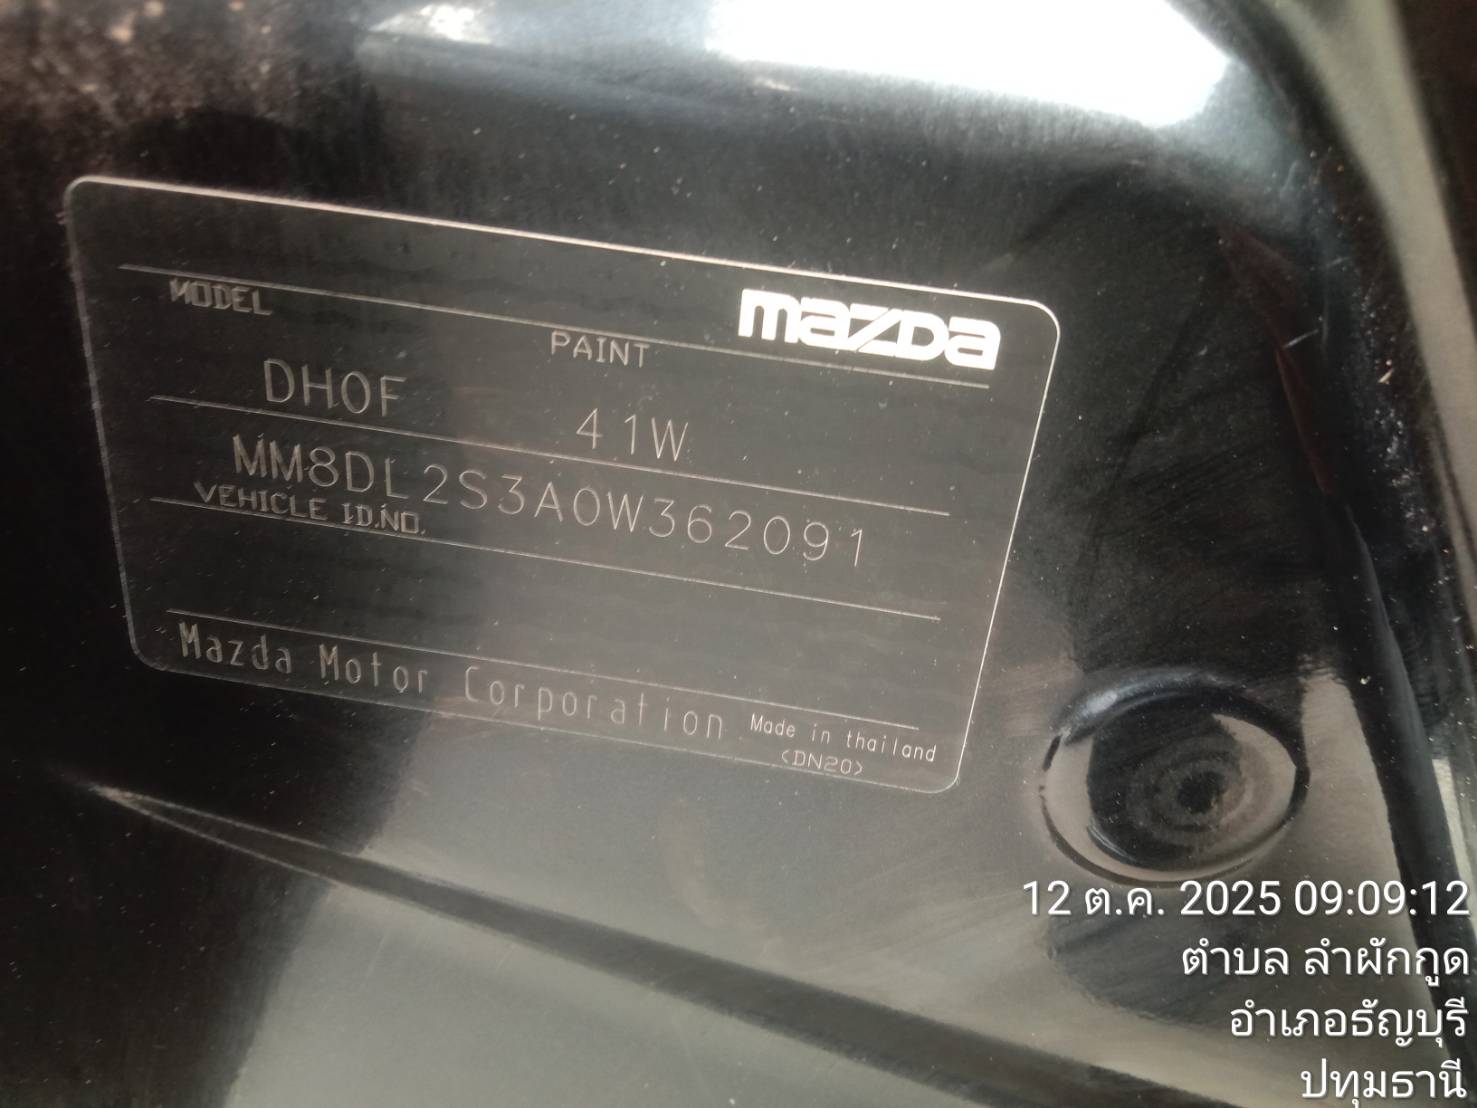 mazda
MODEL PAINT
DH0F 41W
MM8DL2S3A0W362091
VEHICLE ID.NO.
Mazda Motor Corporation Made in thailand
<DN20>
12 ต.ค. 2025 09:09:12
ตำบล ลำผักกูด
อำเภอธัญบุรี
ปทุมธานี